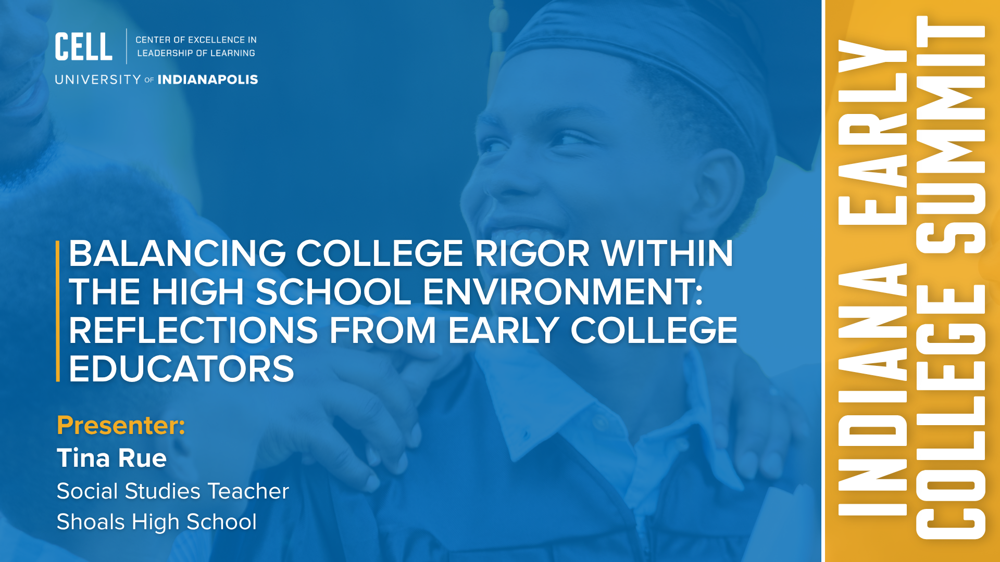 CELL
CENTER OF EXCELLENCE IN
LEADERSHIP OF LEARNING
UNIVERSITY OF INDIANAPOLIS
BALANCING COLLEGE RIGOR WITHIN
THE HIGH SCHOOL ENVIRONMENT:
REFLECTIONS FROM EARLY COLLEGE
EDUCATORS
Presenter:
Tina Rue
Social Studies Teacher
Shoals High School
INDIANA EARLY
COLLEGE SUMMIT